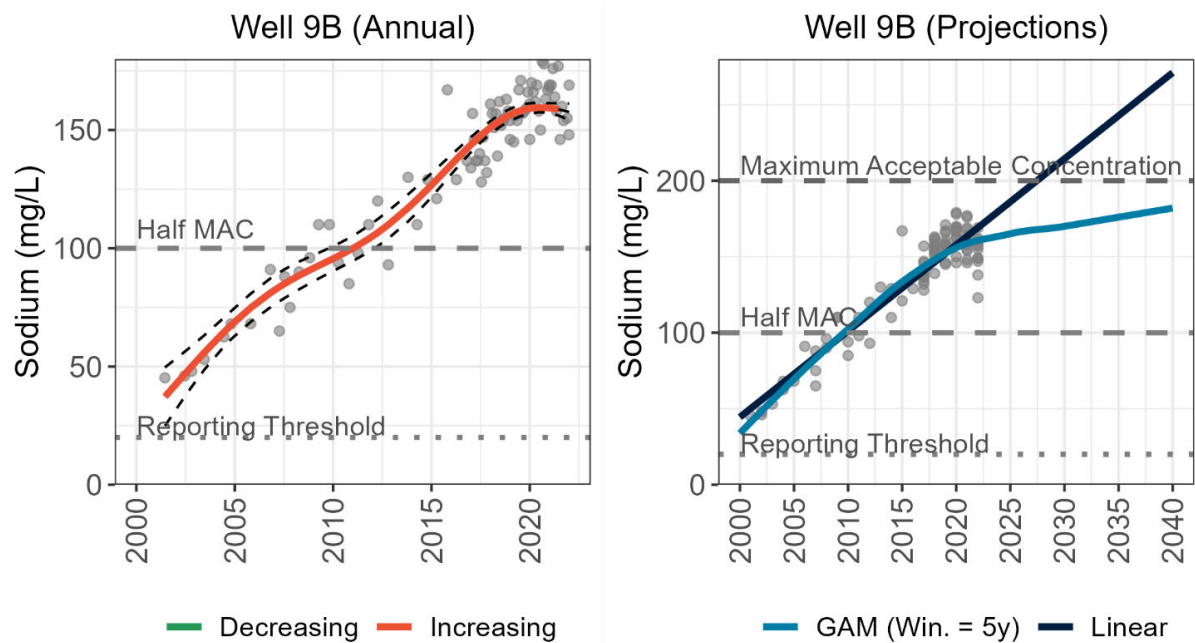 Well 9B (Annual)
Sodium (mg/L)
150
100
50
0
Half MAC
Reporting Threshold
2000
2005
2010
2015
2020
Decreasing
Increasing
Well 9B (Projections)
Sodium (mg/L)
200
100
0
Maximum Acceptable Concentration
Half MAC
Reporting Threshold
2000
2005
2010
2015
2020
2025
2030
2035
2040
GAM (Win. = 5y)
Linear